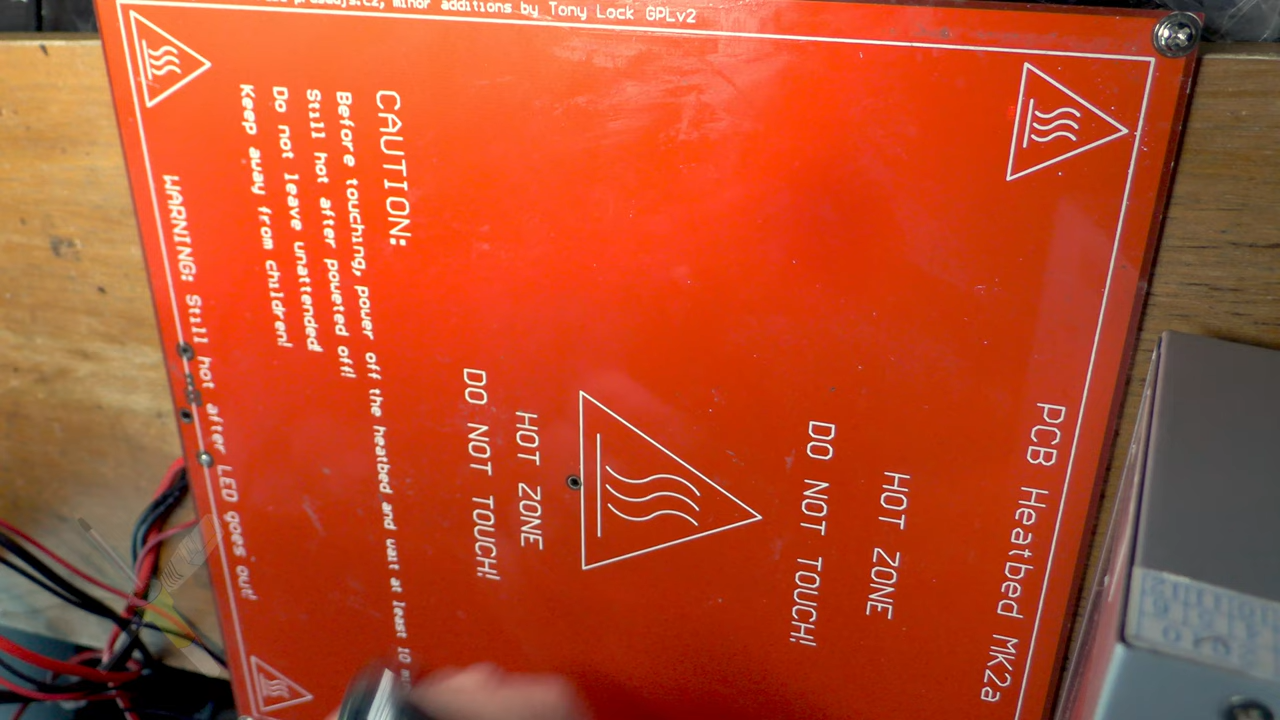 PCB Heatbed MK2a
HOT ZONE
DO NOT TOUCH!
HOT ZONE
DO NOT TOUCH!
CAUTION:
Before touching, power off the heatbed and wait at least 10
Still hot after poweted off!
Do not leave unattended!
Keep away from children!
WARNING: Still hot after LED goes out!
minor additions by Tony Lock GPLv2